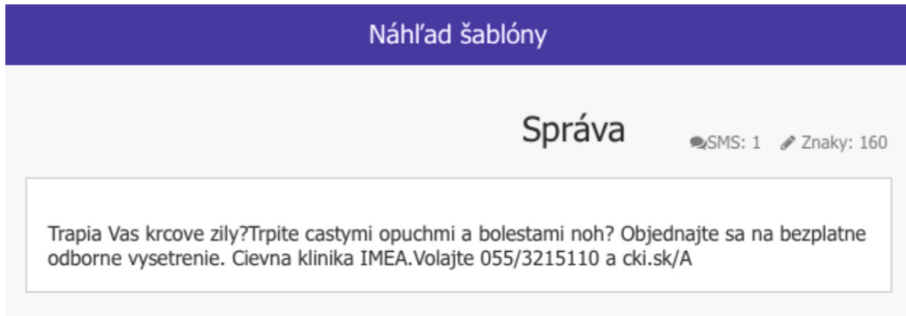 Náhľad šablóny
Správa
SMS: 1 Znaky: 160
Trapia Vas krcove zily?Trpite castymi opuchmi a bolestami noh? Objednajte sa na bezplatne
odborne vysetrenie. Cievna klinika IMEA.Volajte 055/3215110 a cki.sk/A